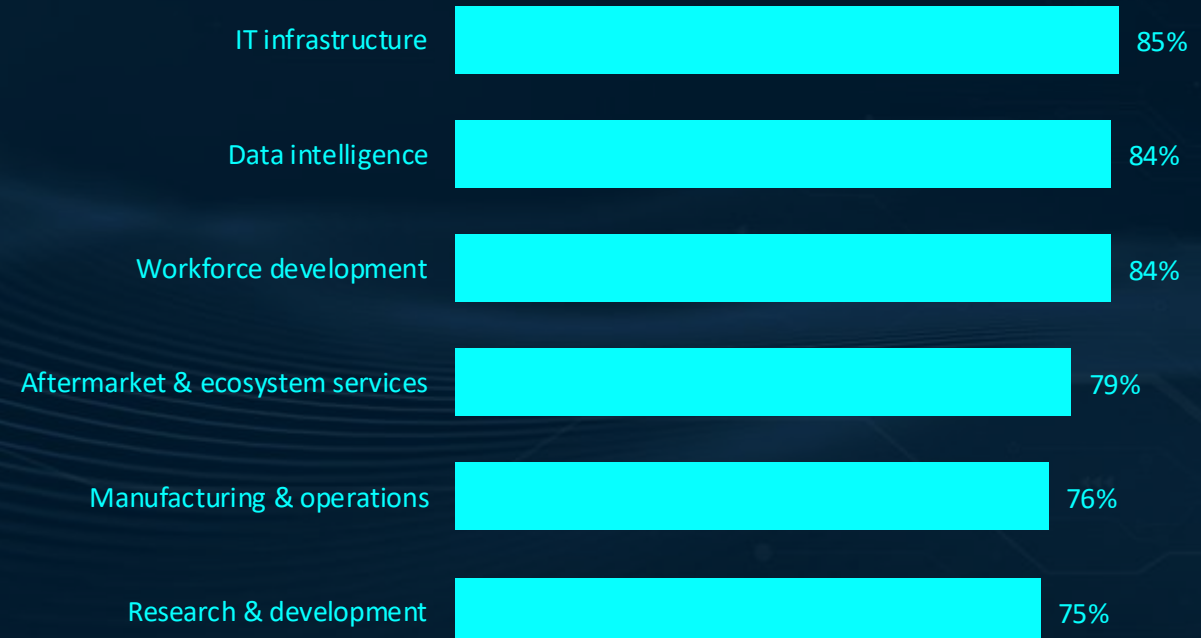 IT infrastructure 85%
Data intelligence 84%
Workforce development 84%
Aftermarket & ecosystem services 79%
Manufacturing & operations 76%
Research & development 75%